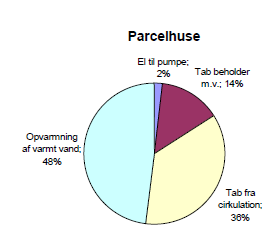 Parcelhuse
El til pumpe;
2%
Tab beholder
m.v.; 14%
Opvarmning
af varmt vand;
48%
Tab fra
cirkulation;
36%